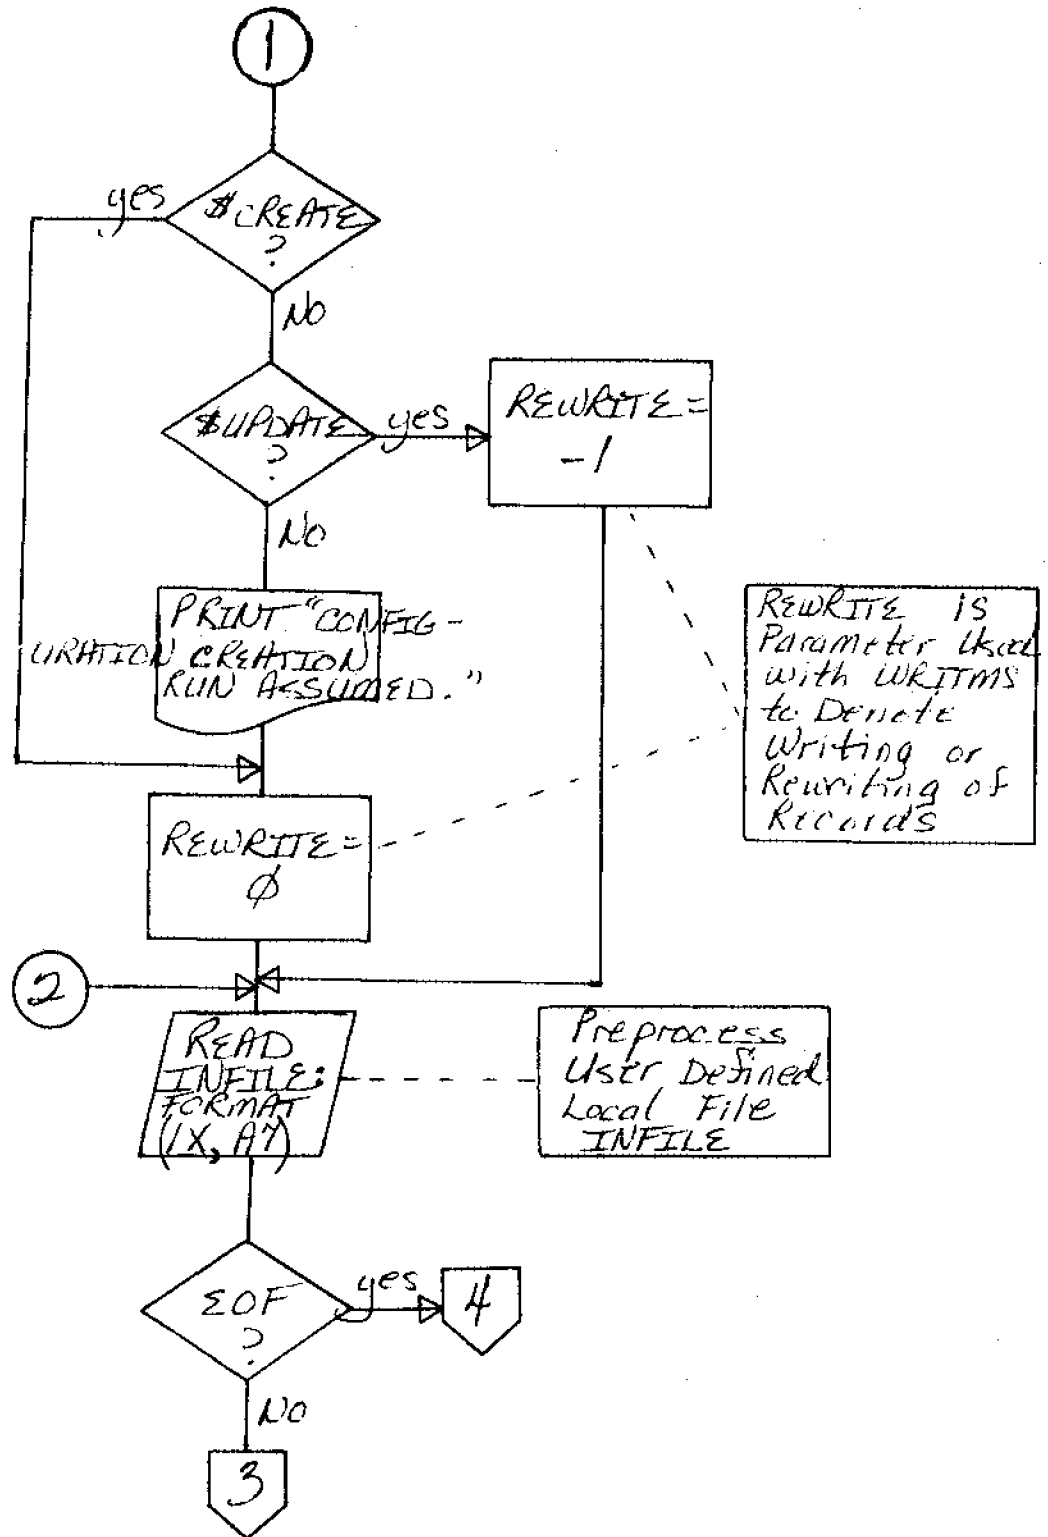 1
yes
$CREATE
?
No
$UPDATE
?
yes
REWRITE=
-1
No
PRINT "CONFIG-
URATION CREATION
RUN ASSUMED."
REWRITE is
Parameter Used
with WRITMS
to Denote
Writing or
Rewriting of
Records
REWRITE=
Ø
2
READ
INFILE:
FORMAT
(1X, A7)
Preprocess
User Defined
Local File
INFILE
EOF
?
yes
4
No
3